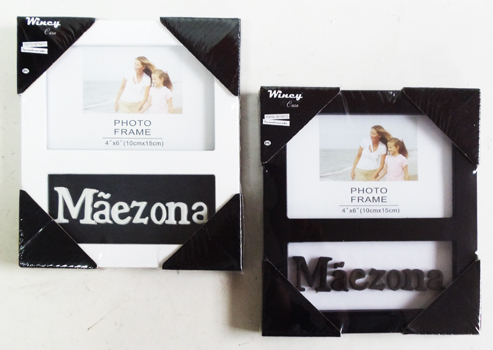 Wincy
Casa
PHOTO
FRAME
4"x6" (10cmx15cm)
Mãezona
Wincy
Casa
PHOTO
FRAME
4"x6" (10cmx15cm)
Mãezona